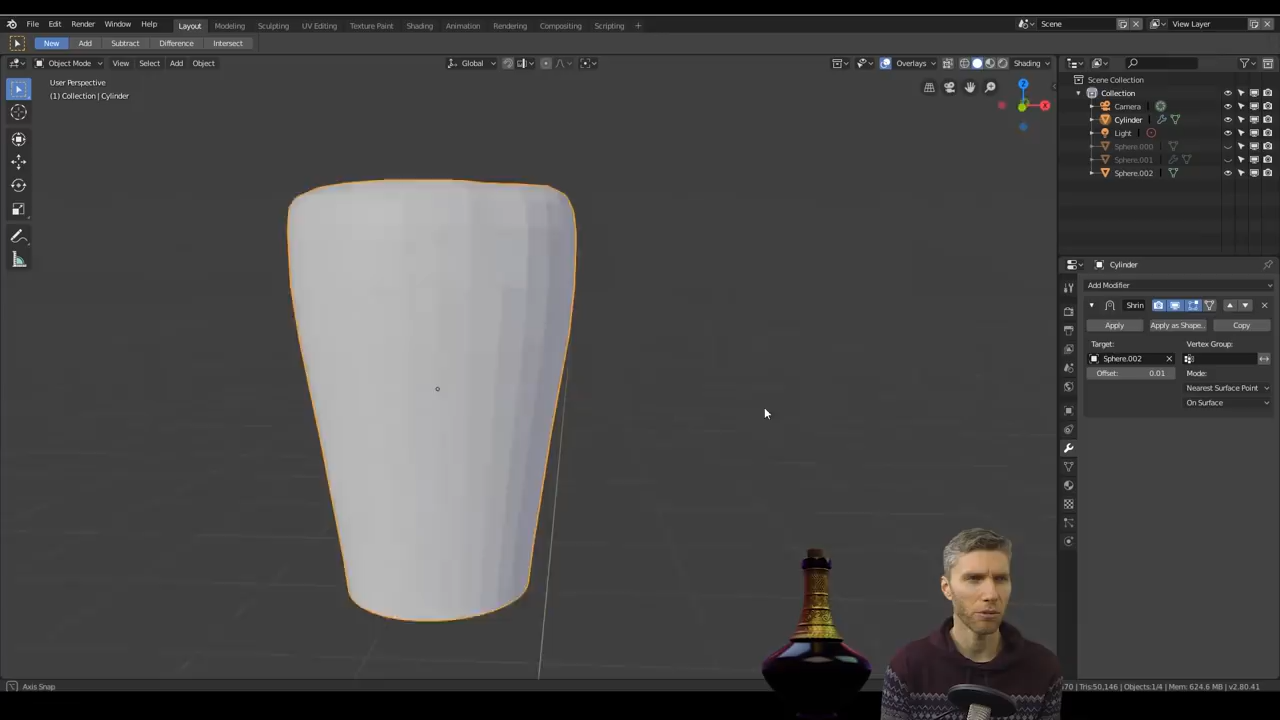 File Edit Render Window Help Layout Modeling Sculpting UV Editing Texture Paint Shading Animation Rendering Compositing Scripting + Scene View Layer
New Add Subtract Difference Intersect
Object Mode View Select Add Object Global Overlays Shading
User Perspective
(1) Collection | Cylinder
Z
X
Scene Collection
Collection
Camera
Cylinder
Light
Sphere.000
Sphere.001
Sphere.002
Cylinder
Add Modifier
Shrin
Apply Apply as Shape.. Copy
Target: Vertex Group:
Sphere.002
Offset: 0.01 Mode:
Nearest Surface Point
On Surface
Axis Snap
Tris:50,146 | Objects:1/4 | Mem: 624.6 MB | v2.80.41